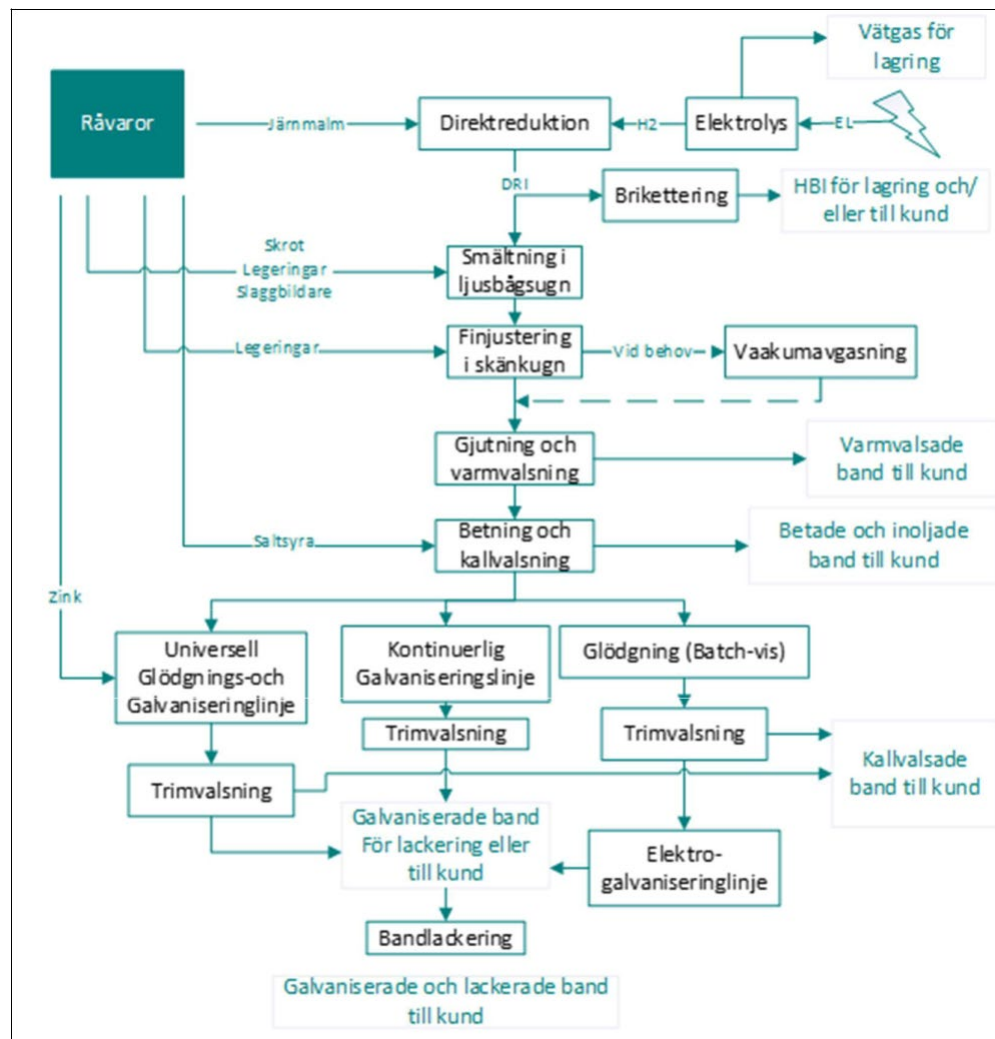 Vätgas för
lagring
Råvaror
Järnmalm
Direktreduktion
H2
Elektrolys
EL
DRI
Brikettering
HBI för lagring och/
eller till kund
Skrot
Legeringar
Slaggbildare
Smältning i
ljusbågsugn
Legeringar
Finjustering
i skänkugn
Vid behov
Vaakumavgasning
Gjutning och
varmvalsning
Varmvalsade
band till kund
Saltsyra
Betning och
kallvalsning
Betade och inoljade
band till kund
Zink
Universell
Glödgnings-och
Galvaniseringlinje
Kontinuerlig
Galvaniseringslinje
Glödgning (Batch-vis)
Trimvalsning
Trimvalsning
Trimvalsning
Kallvalsade
band till kund
Galvaniserade band
För lackering eller
till kund
Elektro-
galvaniseringlinje
Bandlackering
Galvaniserade och lackerade band
till kund